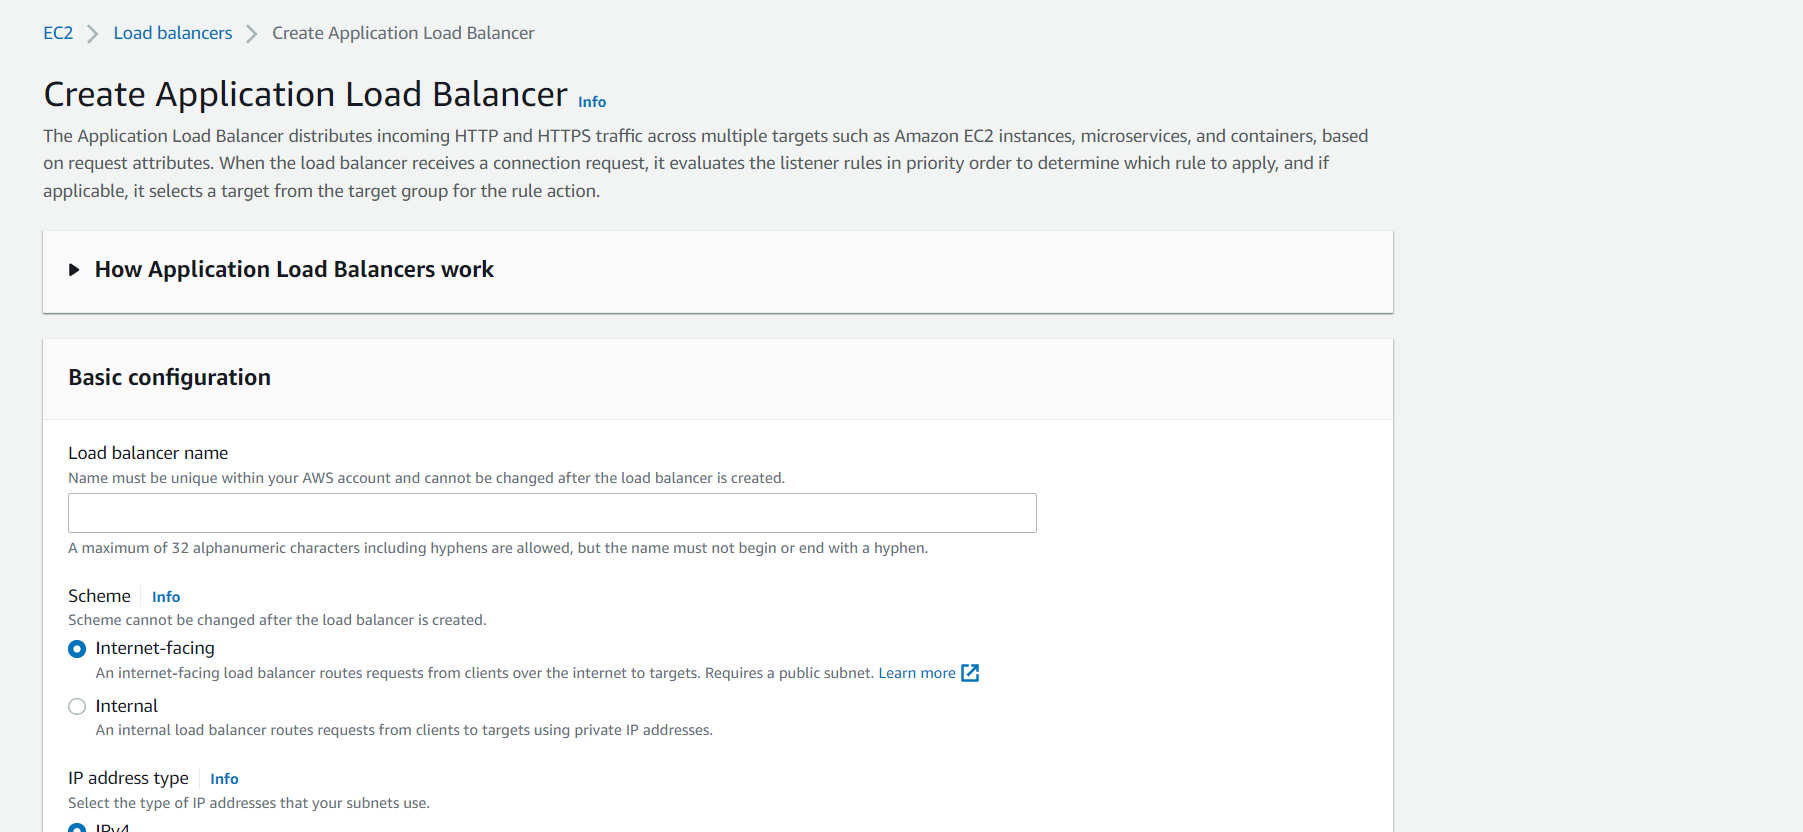 EC2 > Load balancers > Create Application Load Balancer
Create Application Load Balancer Info
The Application Load Balancer distributes incoming HTTP and HTTPS traffic across multiple targets such as Amazon EC2 instances, microservices, and containers, based
on request attributes. When the load balancer receives a connection request, it evaluates the listener rules in priority order to determine which rule to apply, and if
applicable, it selects a target from the target group for the rule action.
How Application Load Balancers work
Basic configuration
Load balancer name
Name must be unique within your AWS account and cannot be changed after the load balancer is created.
A maximum of 32 alphanumeric characters including hyphens are allowed, but the name must not begin or end with a hyphen.
Scheme Info
Scheme cannot be changed after the load balancer is created.
Internet-facing
An internet-facing load balancer routes requests from clients over the internet to targets. Requires a public subnet. Learn more
Internal
An internal load balancer routes requests from clients to targets using private IP addresses.
IP address type Info
Select the type of IP addresses that your subnets use.
IPv4